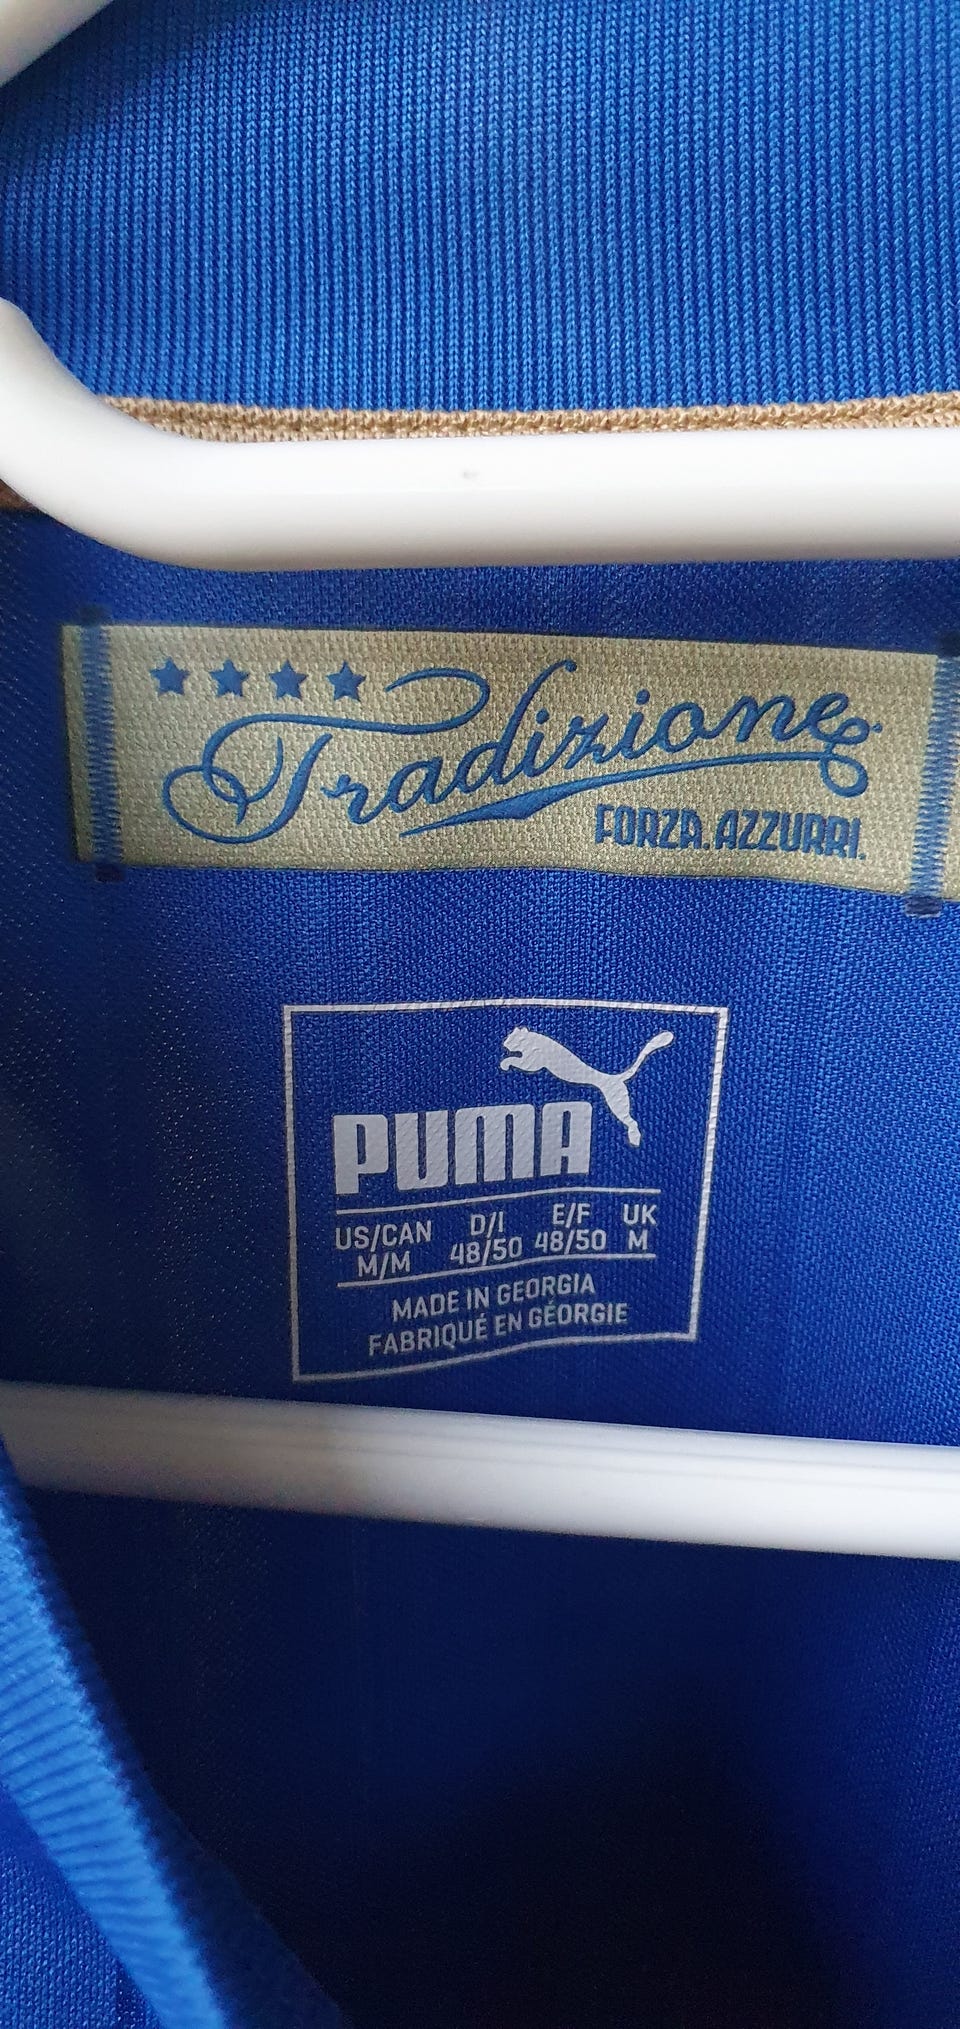 Tradizione
FORZA.AZZURRI.
PUMA
US/CAN D/I E/F UK
M/M 48/50 48/50 M
MADE IN GEORGIA
FABRIQUÉ EN GÉORGIE